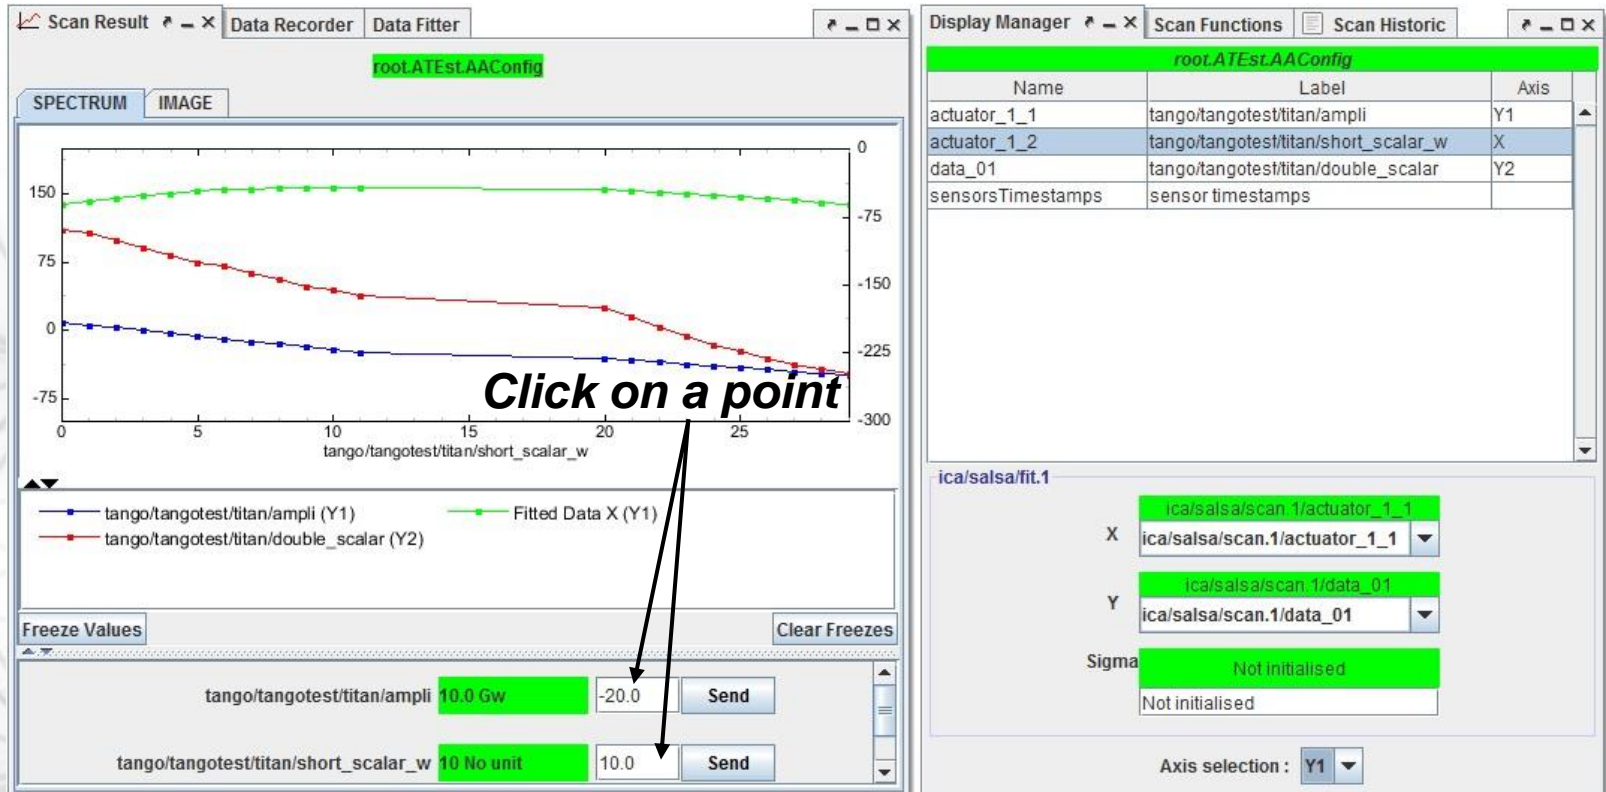 Scan Result
Data Recorder
Data Fitter
root.ATEst.AAConfig
SPECTRUM
IMAGE
0
150
-75
75
-150
0
-225
-75
-300
Click on a point
0 5 10 15 20 25
tango/tangotest/titan/short_scalar_w
tango/tangotest/titan/ampli (Y1)
Fitted Data X (Y1)
tango/tangotest/titan/double_scalar (Y2)
Freeze Values
Clear Freezes
tango/tangotest/titan/ampli 10.0 Gw -20.0 Send
tango/tangotest/titan/short_scalar_w 10 No unit 10.0 Send
Display Manager
Scan Functions
Scan Historic
root.ATEst.AAConfig
Name Label Axis
actuator_1_1 tango/tangotest/titan/ampli Y1
actuator_1_2 tango/tangotest/titan/short_scalar_w X
data_01 tango/tangotest/titan/double_scalar Y2
sensorsTimestamps sensor timestamps
ica/salsa/fit.1
ica/salsa/scan.1/actuator_1_1
X ica/salsa/scan.1/actuator_1_1
ica/salsa/scan.1/data_01
Y ica/salsa/scan.1/data_01
Sigma Not initialised
Not initialised
Axis selection : Y1